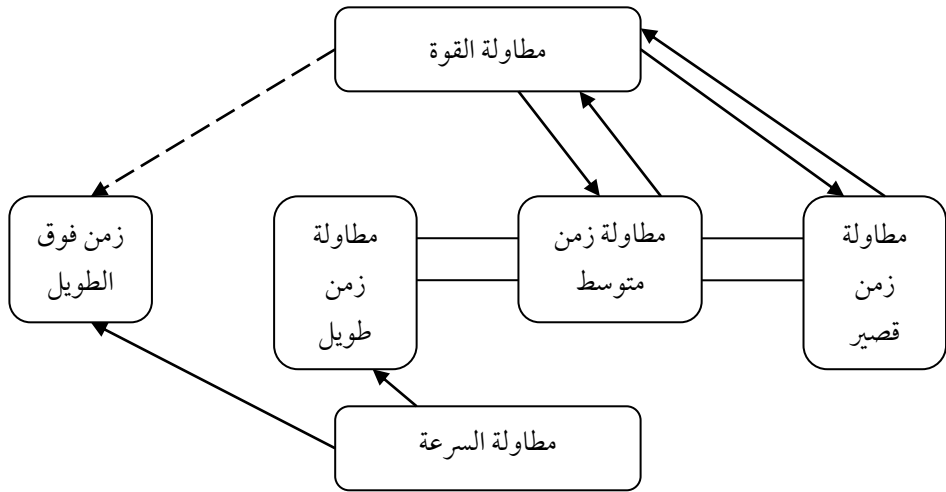 مطاولة القوة
مطاولة
زمن
قصير
مطاولة زمن
متوسط
مطاولة
زمن
طويل
زمن فوق
الطويل
مطاولة السرعة